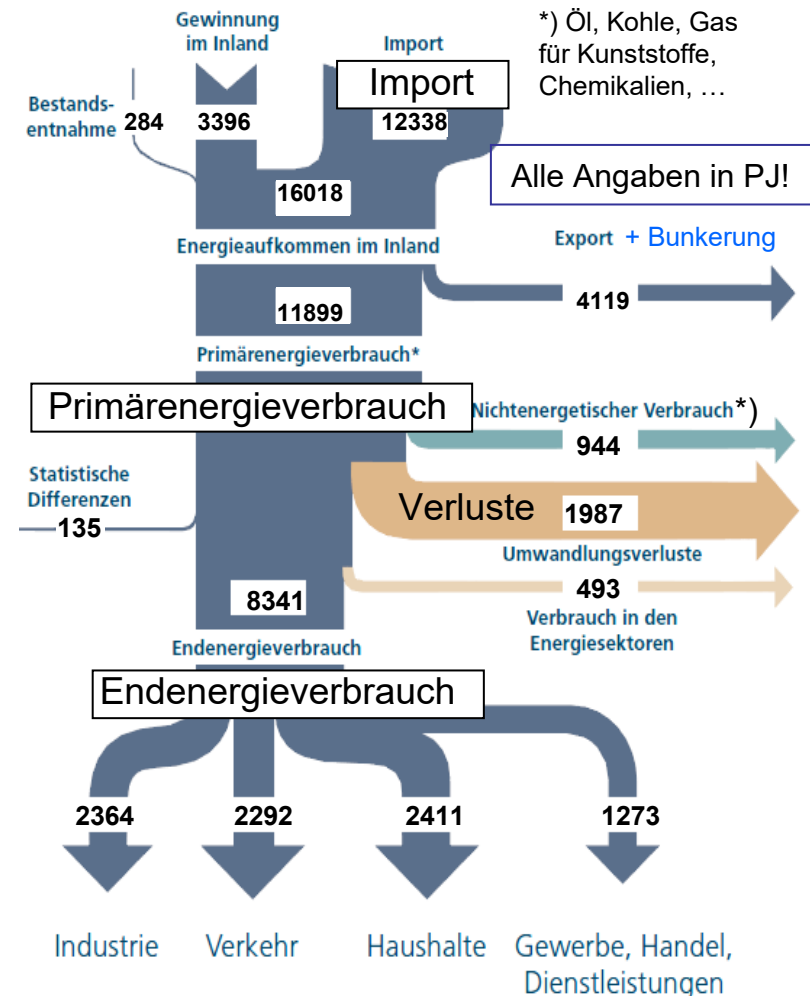 Gewinnung
im Inland
Import
*) Öl, Kohle, Gas
für Kunststoffe,
Chemikalien, …
Import
Bestands-
entnahme
284
3396
12338
Alle Angaben in PJ!
16018
Energieaufkommen im Inland
Export + Bunkerung
11899
4119
Primärenergieverbrauch*
Primärenergieverbrauch
Nichtenergetischer Verbrauch*)
944
Statistische
Differenzen
135
Verluste
1987
Umwandlungsverluste
493
8341
Verbrauch in den
Energiesektoren
Endenergieverbrauch
Endenergieverbrauch
2364
2292
2411
1273
Industrie
Verkehr
Haushalte
Gewerbe, Handel,
Dienstleistungen